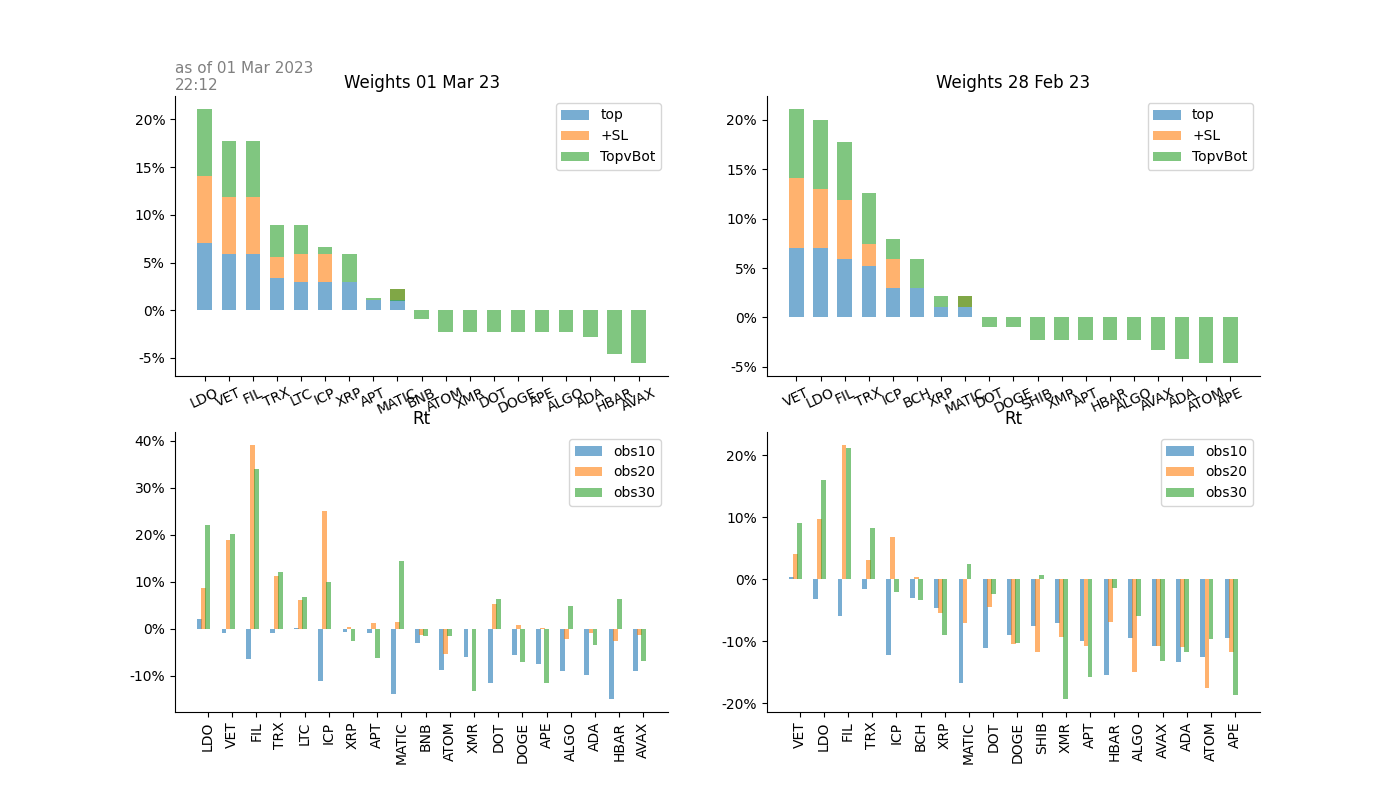 as of 01 Mar 2023
22:12
Weights 01 Mar 23
20%
15%
10%
5%
0%
-5%
top
+SL
TopvBot
LDO VET FIL TRX LTC ICP XRP APT MATIC BNB ATOM XMR DOT DOGE APE ALGO ADA HBAR AVAX
Weights 28 Feb 23
20%
15%
10%
5%
0%
-5%
top
+SL
TopvBot
VET LDO FIL TRX ICP BCH XRP MATIC DOT DOGE SHIB XMR APT HBAR ALGO AVAX ADA ATOM APE
Rt
40%
30%
20%
10%
0%
-10%
obs10
obs20
obs30
LDO VET FIL TRX LTC ICP XRP APT MATIC BNB ATOM XMR DOT DOGE APE ALGO ADA HBAR AVAX
Rt
20%
10%
0%
-10%
-20%
obs10
obs20
obs30
VET LDO FIL TRX ICP BCH XRP MATIC DOT DOGE SHIB XMR APT HBAR ALGO AVAX ADA ATOM APE